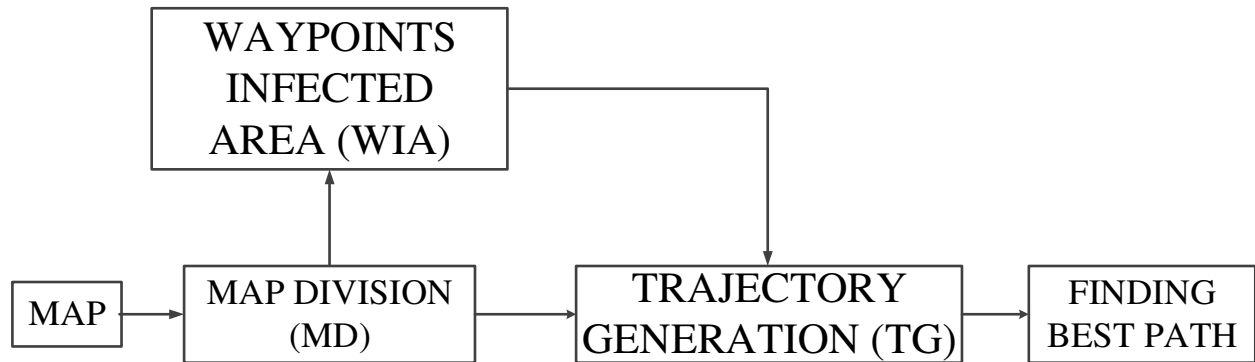 WAYPOINTS
INFECTED
AREA (WIA)
MAP
MAP DIVISION
(MD)
TRAJECTORY
GENERATION (TG)
FINDING
BEST PATH